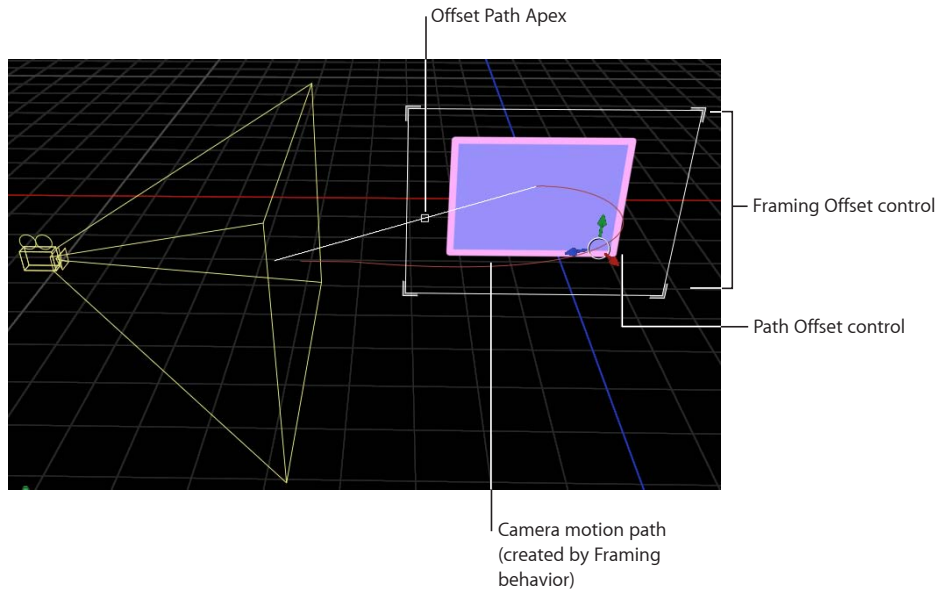 Offset Path Apex
Framing Offset control
Path Offset control
Camera motion path
(created by Framing
behavior)